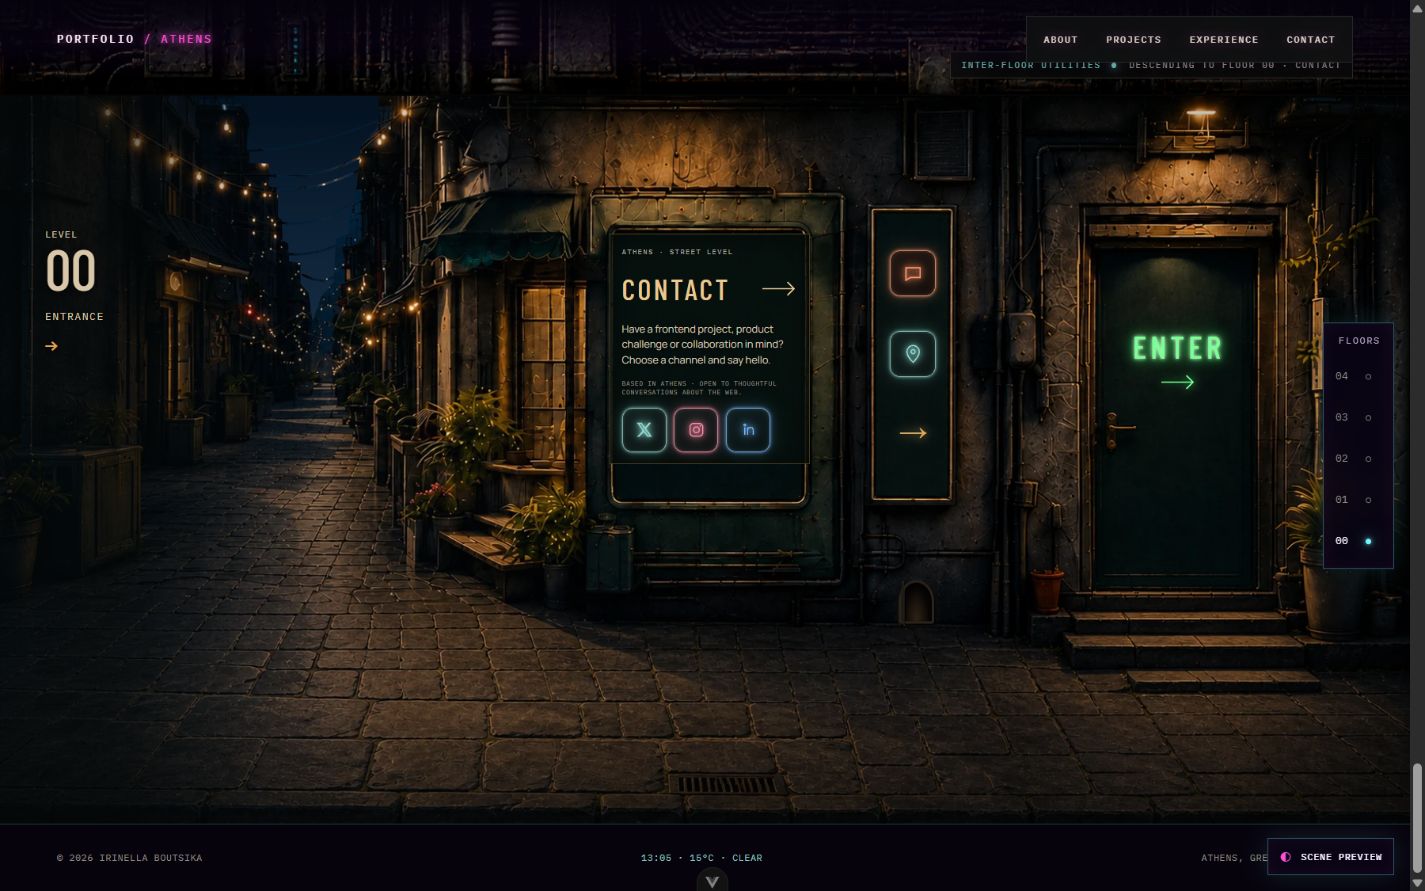 PORTFOLIO / ATHENS
ABOUT PROJECTS EXPERIENCE CONTACT
INTER-FLOOR UTILITIES DESCENDING TO FLOOR 00 · CONTACT
LEVEL
00
ENTRANCE
ATHENS · STREET LEVEL
CONTACT
Have a frontend project, product
challenge or collaboration in mind?
Choose a channel and say hello.
BASED IN ATHENS · OPEN TO THOUGHTFUL
CONVERSATIONS ABOUT THE WEB.
X
in
ENTER
FLOORS
04
03
02
01
00
© 2026 IRINELLA BOUTSIKA
13:05 · 15°C · CLEAR
ATHENS, GRE
SCENE PREVIEW